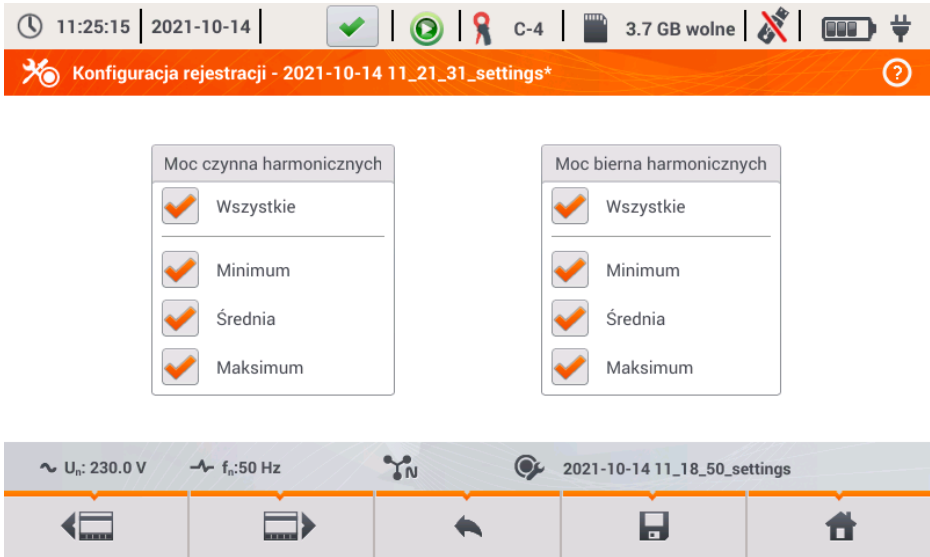 11:25:15 2021-10-14 C-4 3.7 GB wolne
Konfiguracja rejestracji - 2021-10-14 11_21_31_settings* ?
Moc czynna harmonicznych
Wszystkie
Minimum
Średnia
Maksimum
Moc bierna harmonicznych
Wszystkie
Minimum
Średnia
Maksimum
Un: 230.0 V fn:50 Hz N 2021-10-14 11_18_50_settings